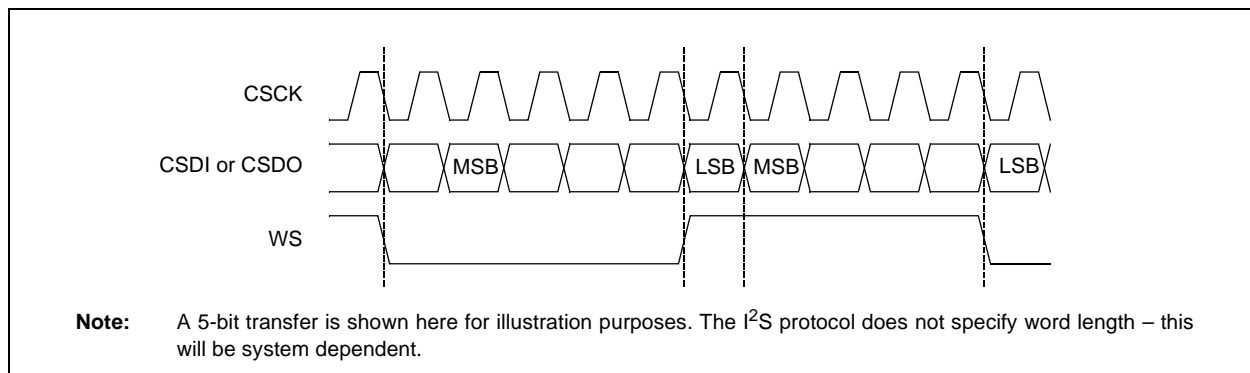 CSCK
CSDI or CSDO
MSB
LSB
MSB
LSB
WS
Note: A 5-bit transfer is shown here for illustration purposes. The I²S protocol does not specify word length – this
will be system dependent.